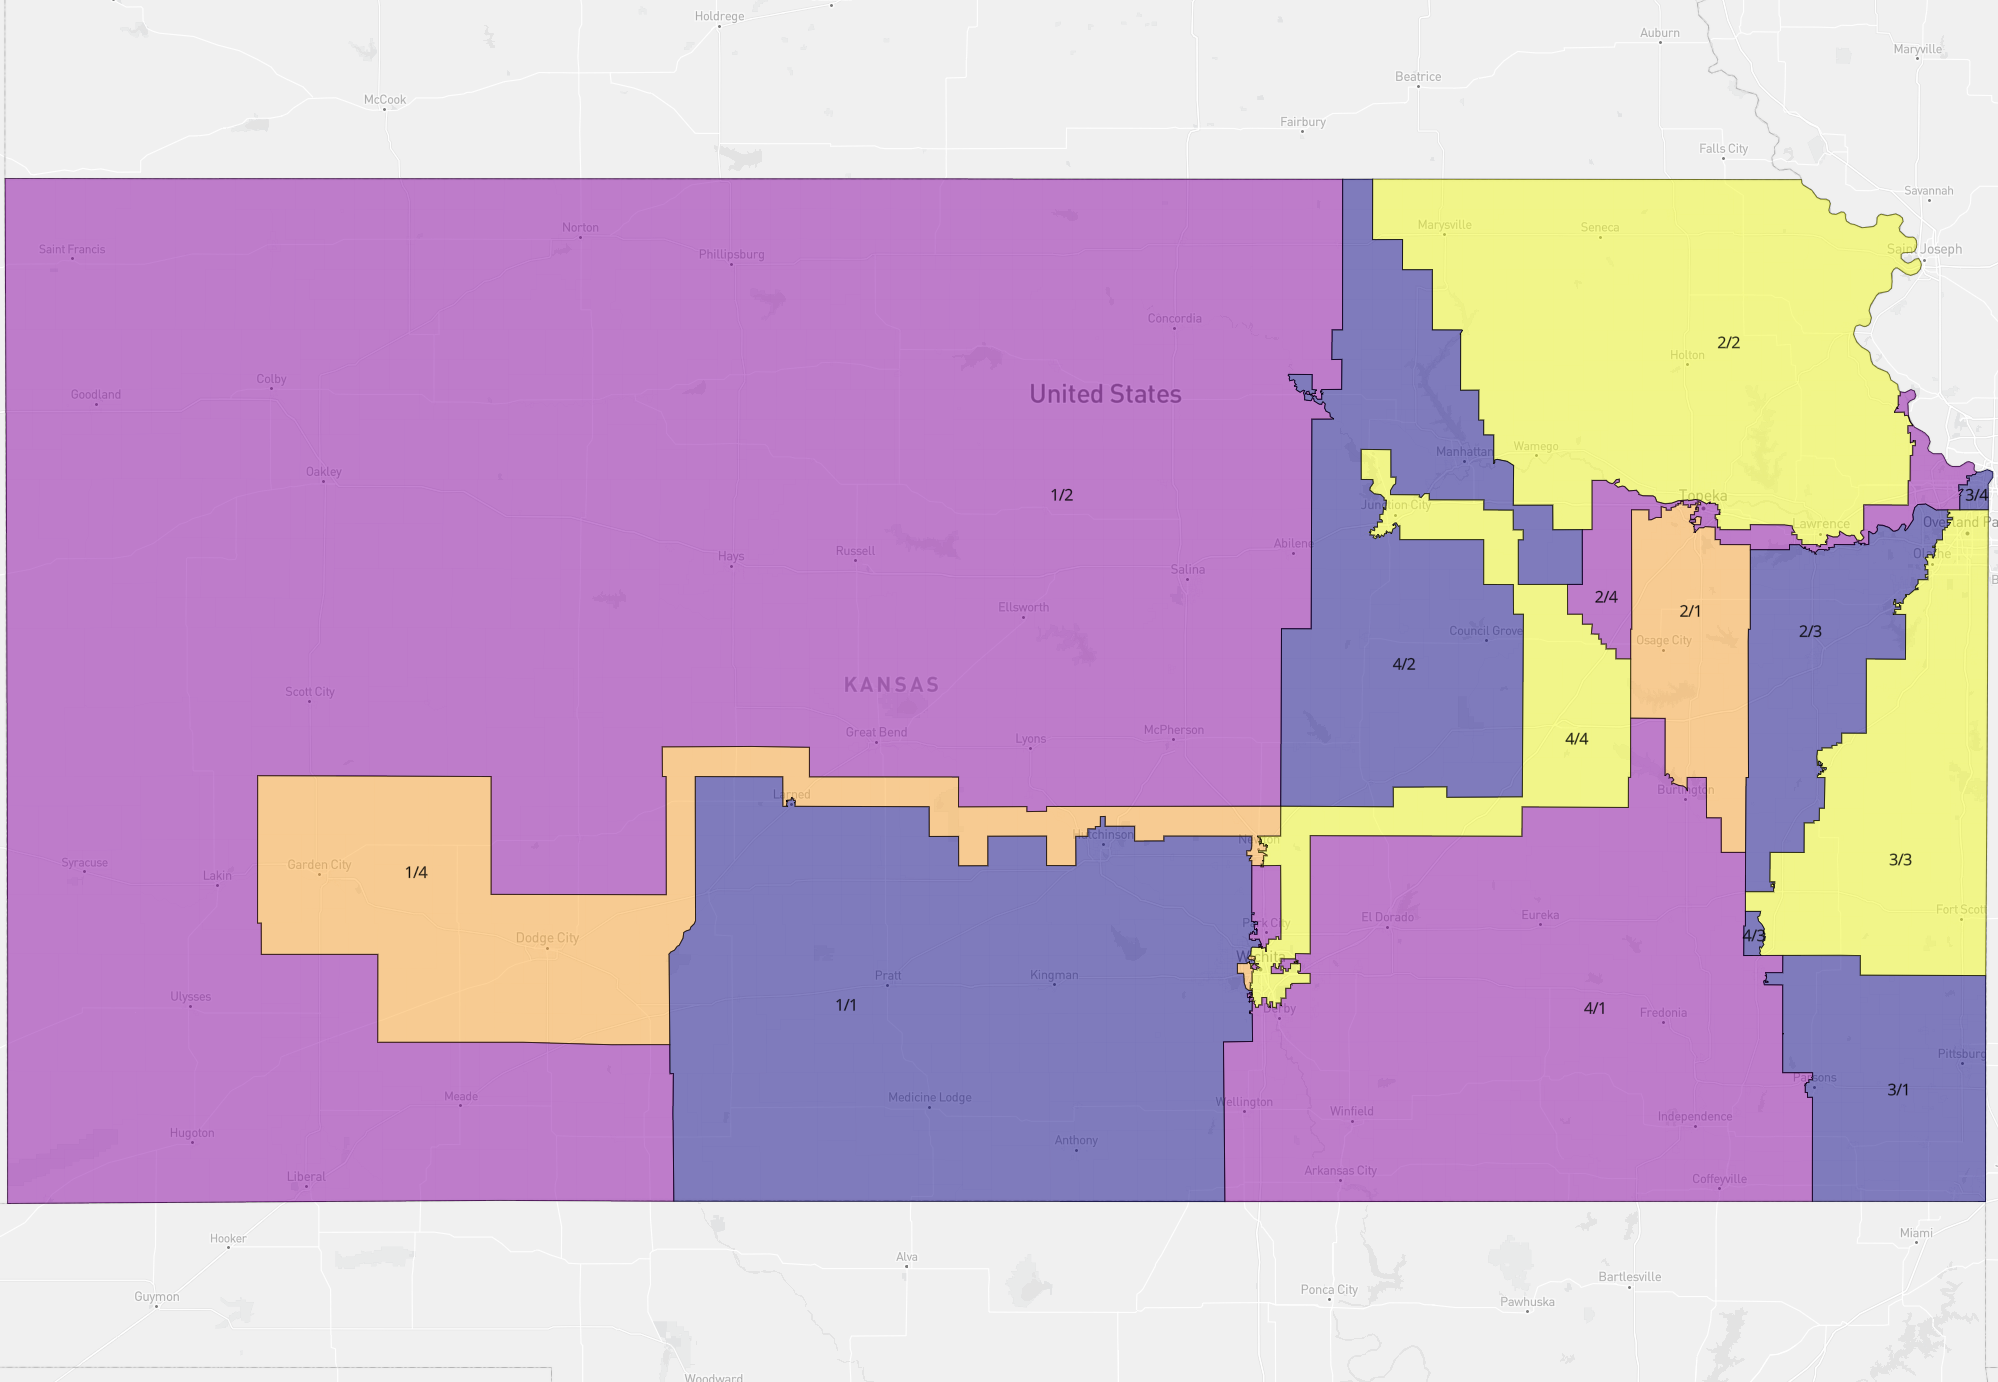 Holdrege
Auburn
Maryville
Beatrice
McCook
Fairbury
Falls City
Savannah
Saint Joseph
Marysville
Seneca
Norton
Saint Francis
Phillipsburg
Concordia
2/2
Holton
Colby
Goodland
United States
Wamego
Manhattan
Oakley
1/2
3/4
Topeka
Junction City
Lawrence
Overland Pa
Abilene
Olathe
Hays
Russell
Salina
B
2/4
Ellsworth
2/1
Council Grove
2/3
Osage City
4/2
KANSAS
Scott City
Great Bend
Lyons
McPherson
4/4
Larned
Burlington
Hutchinson
Newton
Syracuse
Garden City
1/4
3/3
Lakin
Park City
El Dorado
Eureka
Fort Scott
Dodge City
4/3
Wichita
Pratt
Kingman
Ulysses
1/1
4/1
Derby
Fredonia
Pittsburg
Parsons
3/1
Meade
Medicine Lodge
Wellington
Winfield
Independence
Hugoton
Anthony
Liberal
Arkansas City
Coffeyville
Hooker
Miami
Alva
Guymon
Ponca City
Bartlesville
Pawhuska
Woodward